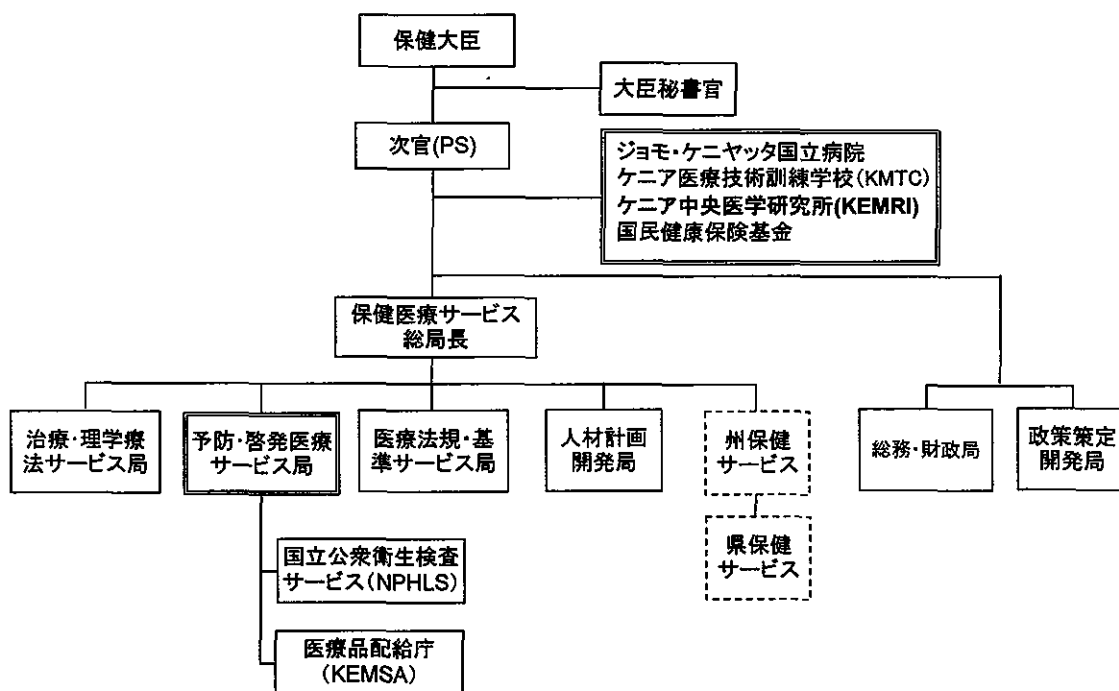 保健大臣
大臣秘書官
次官(PS)
ジョモ・ケニヤッタ国立病院
ケニア医療技術訓練学校(KMTC)
ケニア中央医学研究所(KEMRI)
国民健康保険基金
保健医療サービス
総局長
治療・理学療
法サービス局
予防・啓発医療
サービス局
医療法規・基
準サービス局
人材計画
開発局
州保健
サービス
総務・財政局
政策策定
開発局
県保健
サービス
国立公衆衛生検査
サービス(NPHLS)
医療品配給庁
(KEMSA)